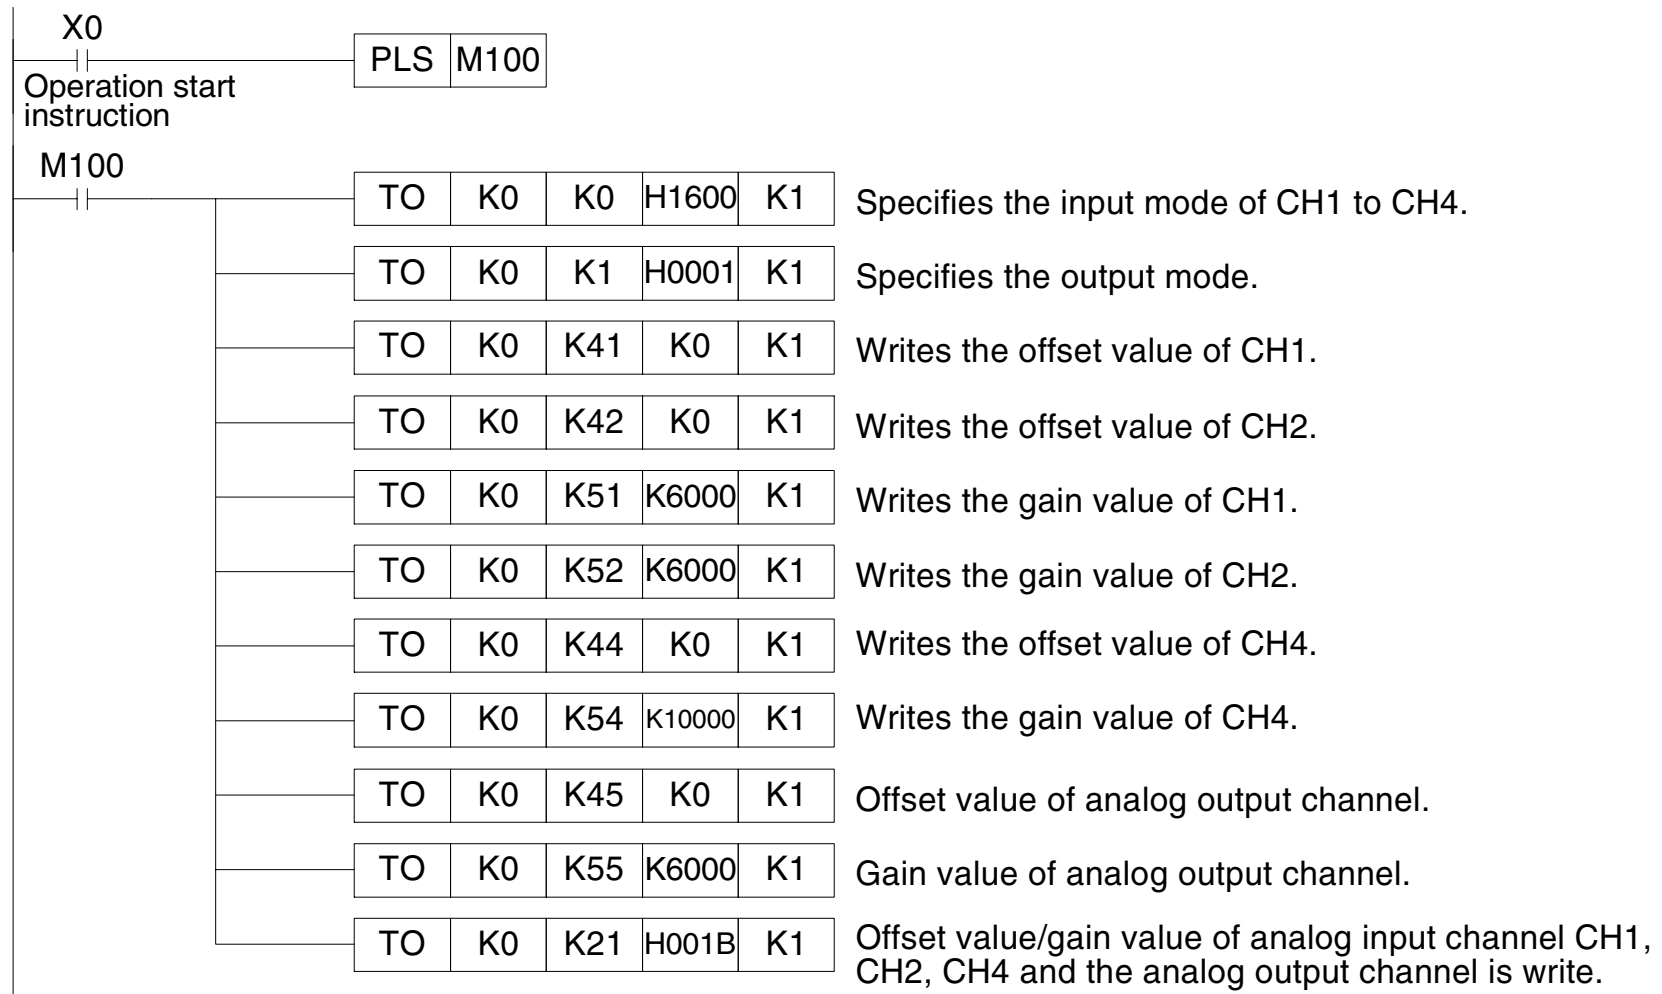 X0
PLS M100
Operation start
instruction
M100
TO K0 K0 H1600 K1 Specifies the input mode of CH1 to CH4.
TO K0 K1 H0001 K1 Specifies the output mode.
TO K0 K41 K0 K1 Writes the offset value of CH1.
TO K0 K42 K0 K1 Writes the offset value of CH2.
TO K0 K51 K6000 K1 Writes the gain value of CH1.
TO K0 K52 K6000 K1 Writes the gain value of CH2.
TO K0 K44 K0 K1 Writes the offset value of CH4.
TO K0 K54 K10000 K1 Writes the gain value of CH4.
TO K0 K45 K0 K1 Offset value of analog output channel.
TO K0 K55 K6000 K1 Gain value of analog output channel.
TO K0 K21 H001B K1 Offset value/gain value of analog input channel CH1,
CH2, CH4 and the analog output channel is write.